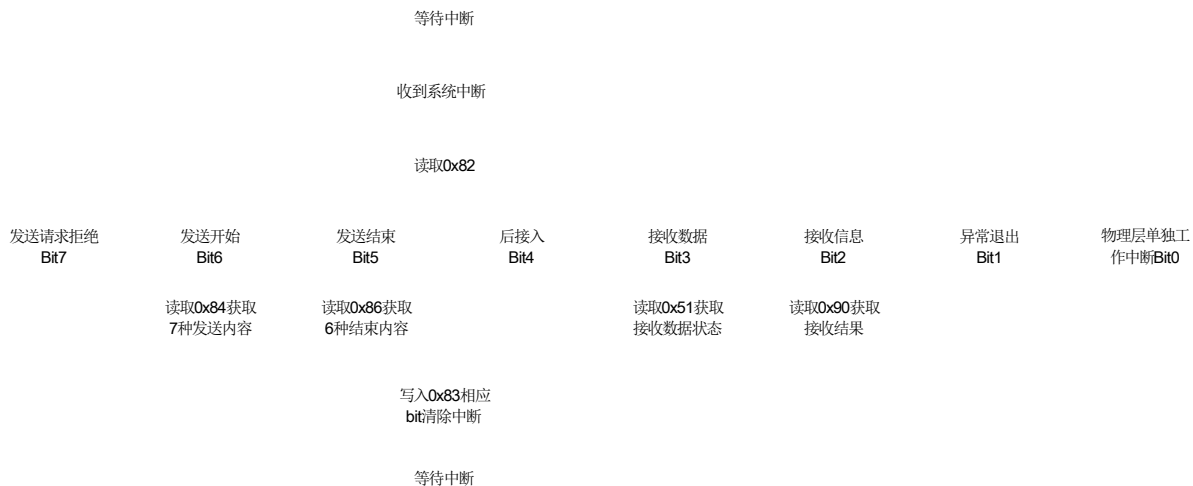 等待中断
收到系统中断
读取0x82
发送请求拒绝
Bit7
发送开始
Bit6
发送结束
Bit5
后接入
Bit4
接收数据
Bit3
接收信息
Bit2
异常退出
Bit1
物理层单独工
作中断Bit0
读取0x84获取
7种发送内容
读取0x86获取
6种结束内容
读取0x51获取
接收数据状态
读取0x90获取
接收结果
写入0x83相应
bit清除中断
等待中断